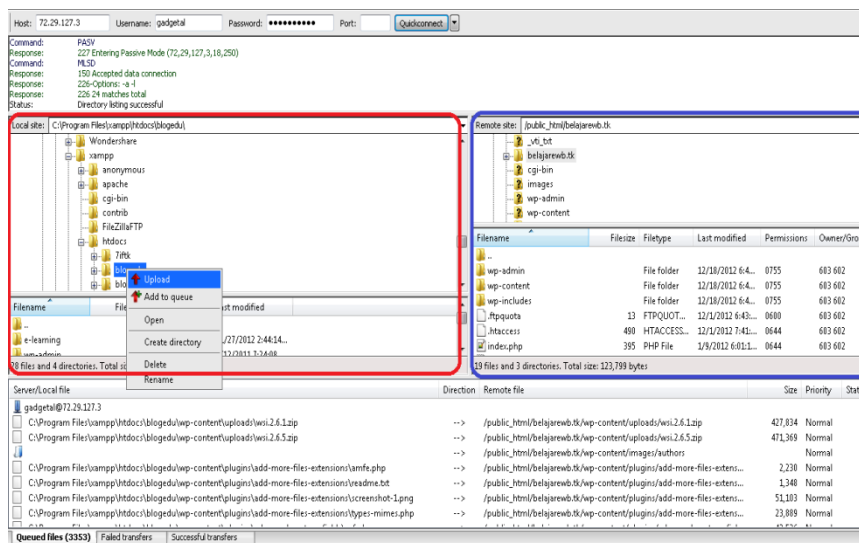 Host: 72.29.127.3 Username: gadgetal Password: ●●●●●●●●●● Port: Quickconnect
Command: PASV
Response: 227 Entering Passive Mode (72,29,127,3,18,250)
Command: MLSD
Response: 150 Accepted data connection
Response: 226-Options: -a -l
Response: 226 24 matches total
Status: Directory listing successful
Local site: C:\Program Files\xampp\htdocs\blogedu\
Wondershare
xampp
anonymous
apache
cgi-bin
contrib
FileZillaFTP
htdocs
7iftk
Upload
Add to queue
Open
Create directory
Delete
Rename
Filename
..
e-learning /27/2012 2:44:14...
28 files and 4 directories.
Remote site: /public_html/belajarewb.tk
_vti_txt
belajarewb.tk
cgi-bin
images
wp-admin
wp-content
Filename Filesize Filetype Last modified Permissions Owner/Gro
..
wp-admin File folder 12/18/2012 6:4... 0755 603 602
wp-content File folder 12/18/2012 6:4... 0755 603 602
wp-includes File folder 12/18/2012 6:4... 0755 603 602
.ftpquota 13 FTPQUOT... 12/1/2012 6:43:... 0600 603 602
.htaccess 490 HTACCESS... 12/1/2012 7:41:... 0644 603 602
index.php 395 PHP File 1/9/2012 6:01:1... 0644 603 602
19 files and 3 directories. Total size: 123,799 bytes
Server/Local file Direction Remote file Size Priority Stat
gadgetal@72.29.127.3
C:\Program Files\xampp\htdocs\blogedu\wp-content\uploads\wsi.2.6.1.zip --> /public_html/belajarewb.tk/wp-content/uploads/wsi.2.6.1.zip 427,834 Normal
C:\Program Files\xampp\htdocs\blogedu\wp-content\uploads\wsi.2.6.5.zip --> /public_html/belajarewb.tk/wp-content/uploads/wsi.2.6.5.zip 471,369 Normal
--> /public_html/belajarewb.tk/wp-content/images/authors Normal
C:\Program Files\xampp\htdocs\blogedu\wp-content\plugins\add-more-files-extensions\amfe.php --> /public_html/belajarewb.tk/wp-content/plugins/add-more-files-extens... 2,230 Normal
C:\Program Files\xampp\htdocs\blogedu\wp-content\plugins\add-more-files-extensions\readme.txt --> /public_html/belajarewb.tk/wp-content/plugins/add-more-files-extens... 1,348 Normal
C:\Program Files\xampp\htdocs\blogedu\wp-content\plugins\add-more-files-extensions\screenshot-1.png --> /public_html/belajarewb.tk/wp-content/plugins/add-more-files-extens... 51,103 Normal
C:\Program Files\xampp\htdocs\blogedu\wp-content\plugins\add-more-files-extensions\types-mimes.php --> /public_html/belajarewb.tk/wp-content/plugins/add-more-files-extens... 23,889 Normal
Queued files (3353) Failed transfers Successful transfers